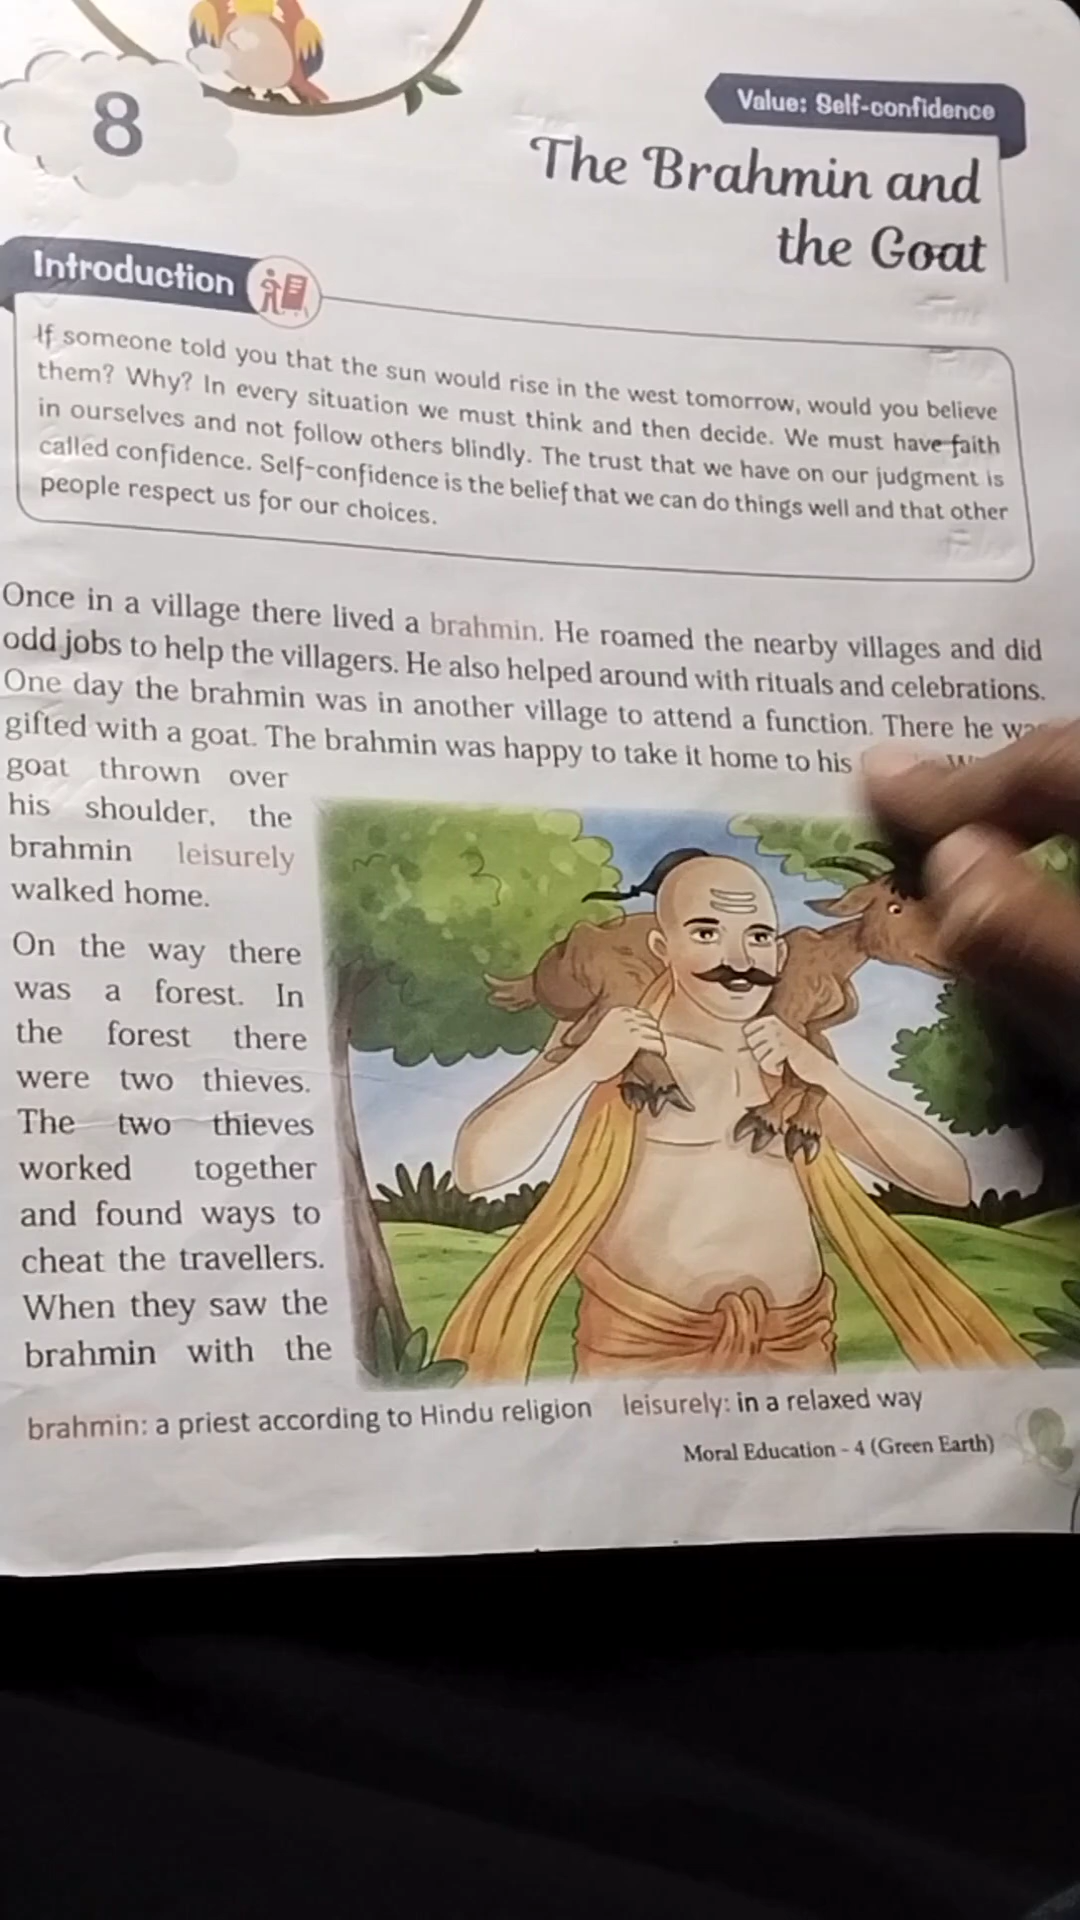 8
Value: Self-confidence
The Brahmin and
the Goat
Introduction
If someone told you that the sun would rise in the west tomorrow, would you believe
them? Why? In every situation we must think and then decide. We must have faith
in ourselves and not follow others blindly. The trust that we have on our judgment is
called confidence. Self-confidence is the belief that we can do things well and that other
people respect us for our choices.
Once in a village there lived a brahmin. He roamed the nearby villages and did
odd jobs to help the villagers. He also helped around with rituals and celebrations.
One day the brahmin was in another village to attend a function. There he
gifted with a goat. The brahmin was happy to take it home to his
goat thrown over
his shoulder, the
brahmin leisurely
walked home.
On the way there
was a forest. In
the forest there
were two thieves.
The two thieves
worked together
and found ways to
cheat the travellers.
When they saw the
brahmin with the
brahmin: a priest according to Hindu religion leisurely: in a relaxed way
Moral Education - 4 (Green Earth)